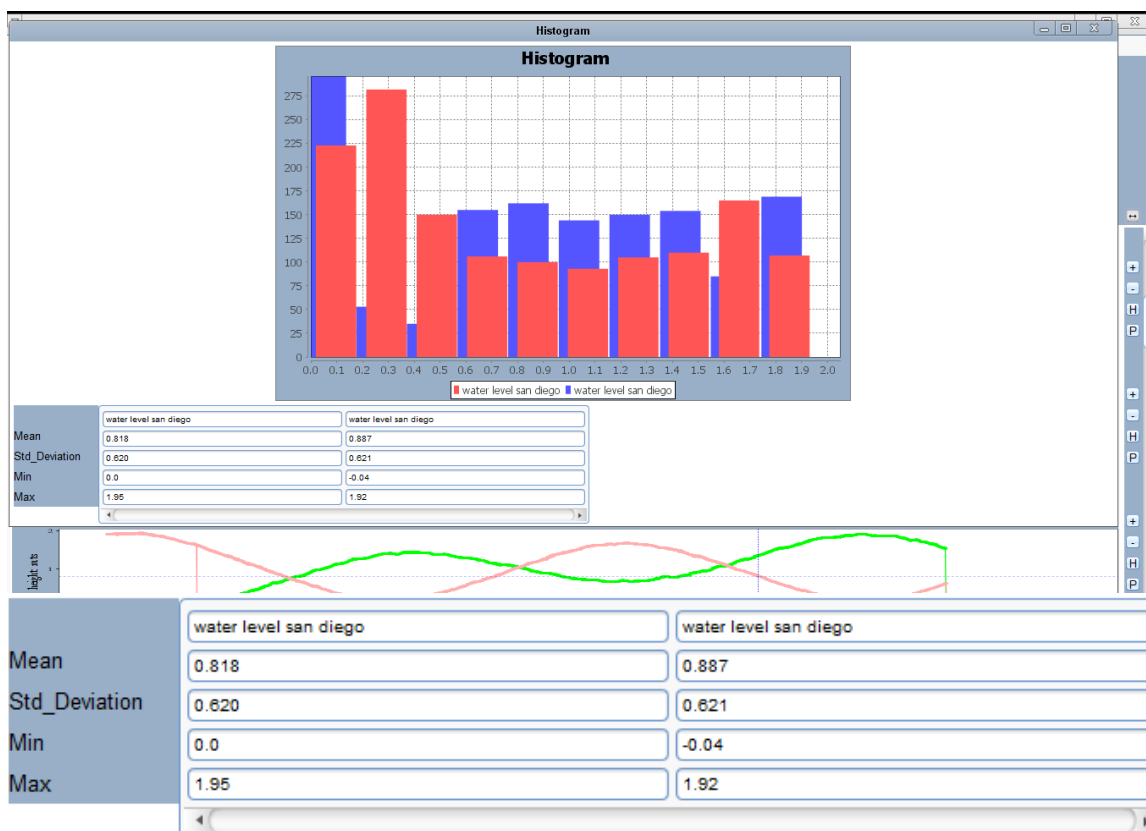 Histogram
Histogram
275
250
225
200
175
150
125
100
75
50
25
0
0.0 0.1 0.2 0.3 0.4 0.5 0.6 0.7 0.8 0.9 1.0 1.1 1.2 1.3 1.4 1.5 1.6 1.7 1.8 1.9 2.0
water level san diego water level san diego
water level san diego water level san diego
Mean 0.818 0.887
Std_Deviation 0.620 0.621
Min 0.0 -0.04
Max 1.95 1.92
+
-
H
P
+
-
H
P
+
-
H
P
2
1
water level san diego water level san diego
Mean 0.818 0.887
Std_Deviation 0.620 0.621
Min 0.0 -0.04
Max 1.95 1.92